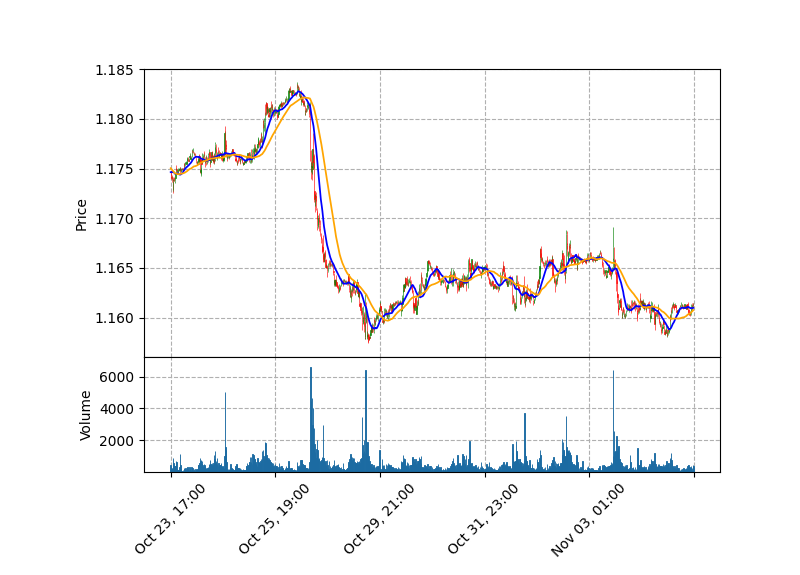 1.185
1.180
1.175
1.170
1.165
1.160
Price
6000
4000
2000
Volume
Oct 23, 17:00
Oct 25, 19:00
Oct 29, 21:00
Oct 31, 23:00
Nov 03, 01:00